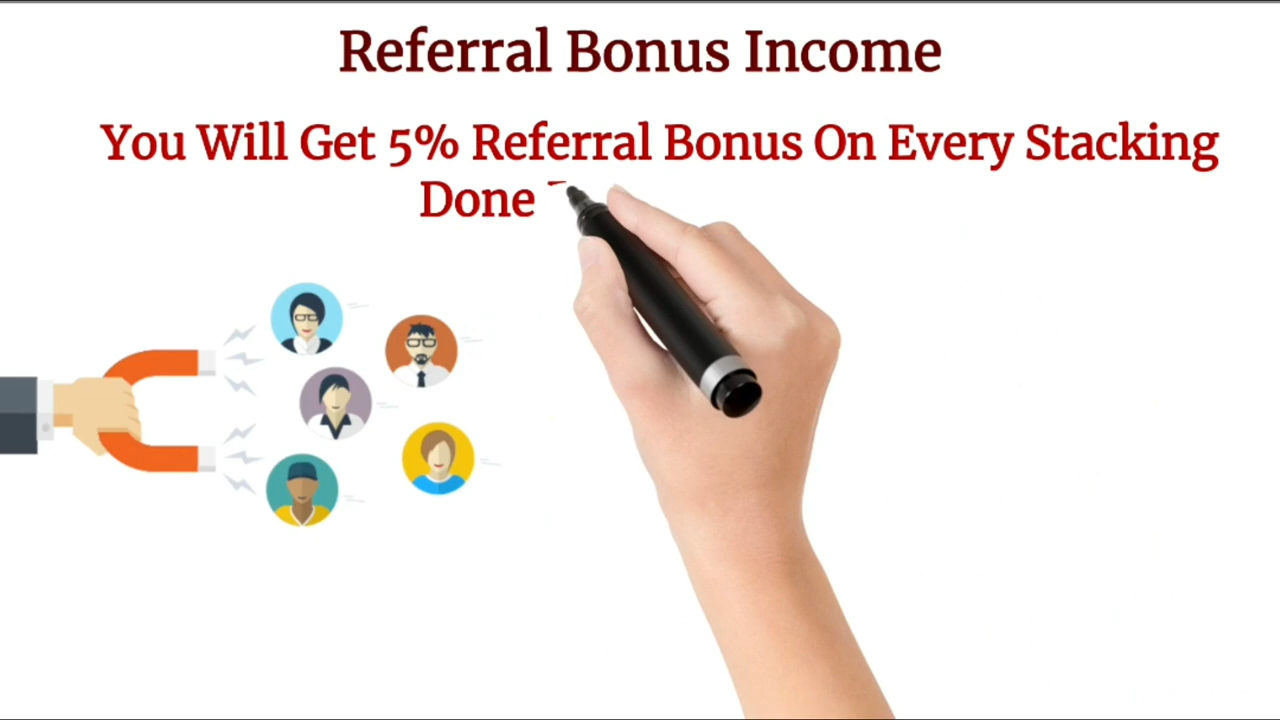 Referral Bonus Income
You Will Get 5% Referral Bonus On Every Stacking
Done